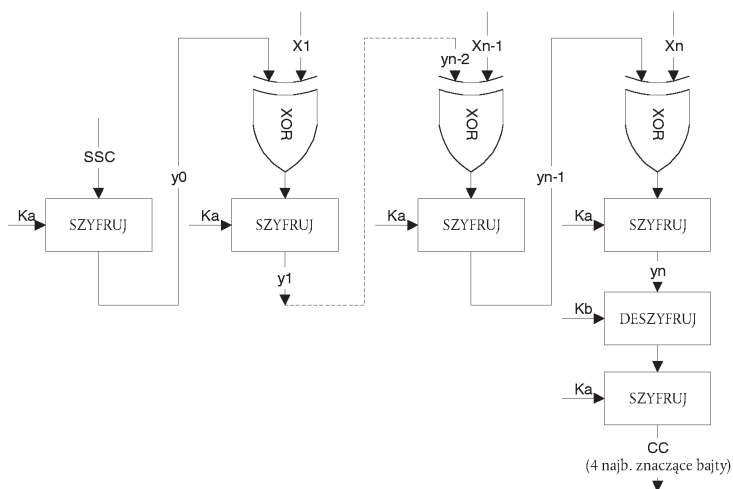 X1
yn-2
Xn-1
Xn
XOR
XOR
XOR
SSC
y0
yn-1
Ka
SZYFRUJ
Ka
SZYFRUJ
Ka
SZYFRUJ
Ka
SZYFRUJ
y1
yn
Kb
DESZYFRUJ
Ka
SZYFRUJ
CC
(4 najb. znaczące bajty)